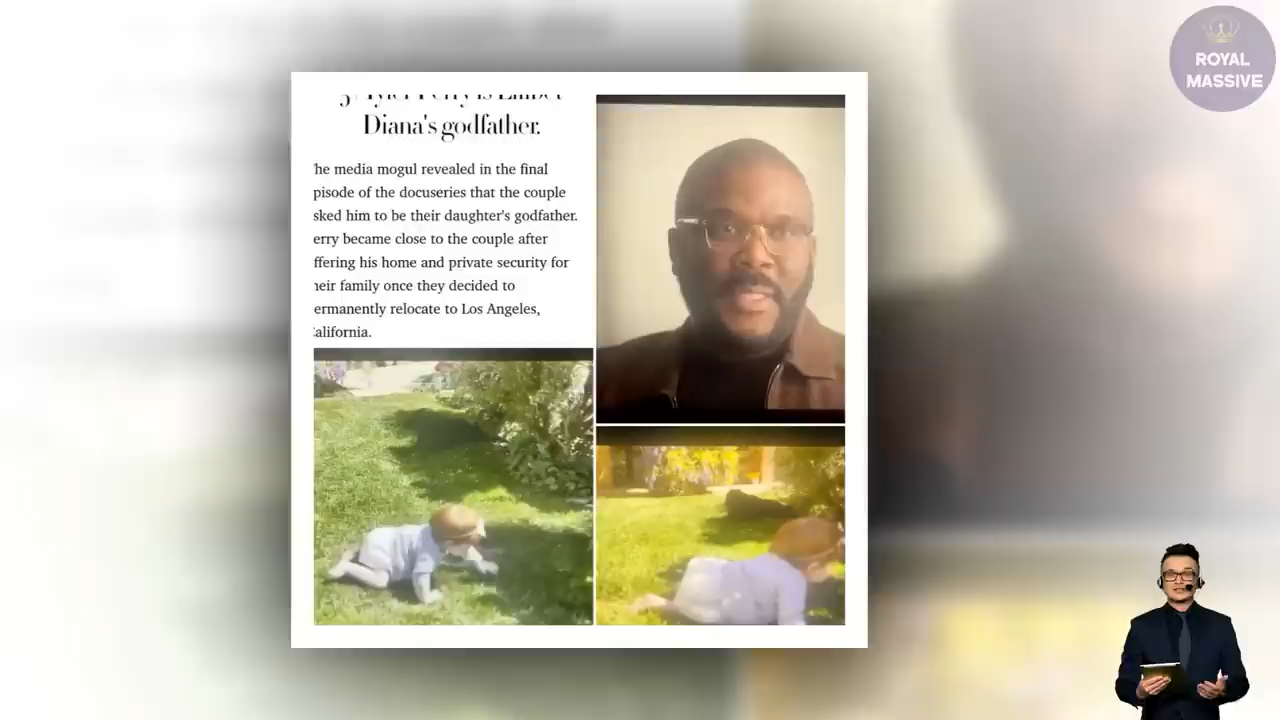 Diana's godfather.
he media mogul revealed in the final
pisode of the docuseries that the couple
sked him to be their daughter's godfather.
erry became close to the couple after
ffering his home and private security for
heir family once they decided to
ermanently relocate to Los Angeles,
alifornia.
ROYAL
MASSIVE